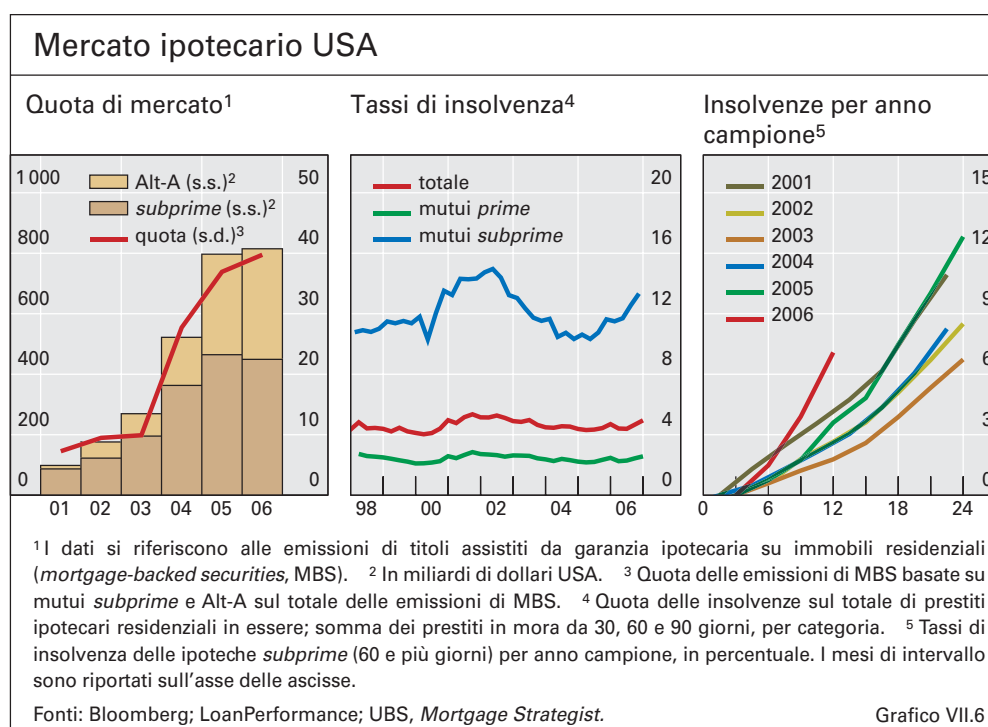 Mercato ipotecario USA
Quota di mercato¹
Tassi di insolvenza⁴
Insolvenze per anno
campione⁵
1 000
800
600
400
200
0
Alt-A (s.s.)²
subprime (s.s.)²
quota (s.d.)³
50
40
30
20
10
0
01 02 03 04 05 06
totale
mutui prime
mutui subprime
20
16
12
8
4
0
98 00 02 04 06
2001
2002
2003
2004
2005
2006
15
12
9
6
3
0
0 6 12 18 24
¹ I dati si riferiscono alle emissioni di titoli assistiti da garanzia ipotecaria su immobili residenziali
(mortgage-backed securities, MBS). ² In miliardi di dollari USA. ³ Quota delle emissioni di MBS basate su
mutui subprime e Alt-A sul totale delle emissioni di MBS. ⁴ Quota delle insolvenze sul totale di prestiti
ipotecari residenziali in essere; somma dei prestiti in mora da 30, 60 e 90 giorni, per categoria. ⁵ Tassi di
insolvenza delle ipoteche subprime (60 e più giorni) per anno campione, in percentuale. I mesi di intervallo
sono riportati sull'asse delle ascisse.
Fonti: Bloomberg; LoanPerformance; UBS, Mortgage Strategist.
Grafico VII.6